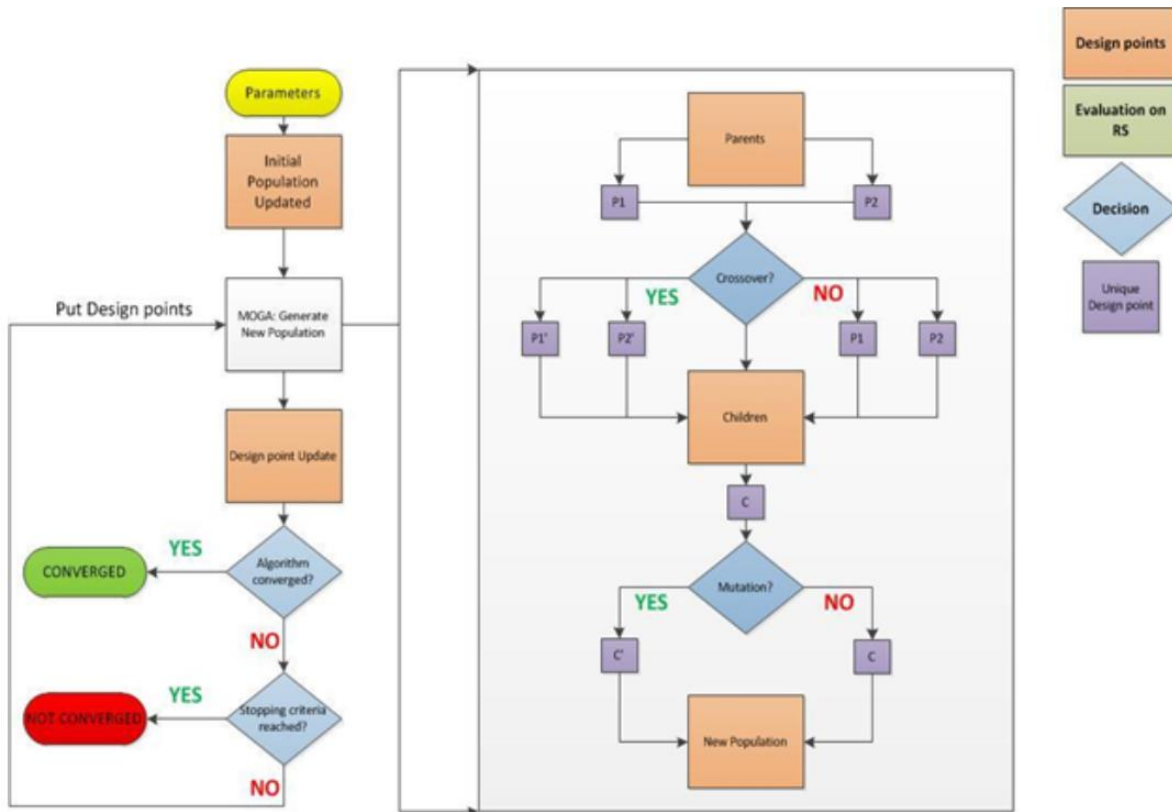 Parameters
Initial
Population
Updated
Put Design points
MOGA: Generate
New Population
Design point Update
Algorithm
converged?
YES
CONVERGED
NO
Stopping criteria
reached?
YES
NOT CONVERGED
NO
Parents
P1
P2
Crossover?
YES
NO
P1'
P2'
P1
P2
Children
C
Mutation?
YES
NO
C'
C
New Population
Design points
Evaluation on
RS
Decision
Unique
Design point